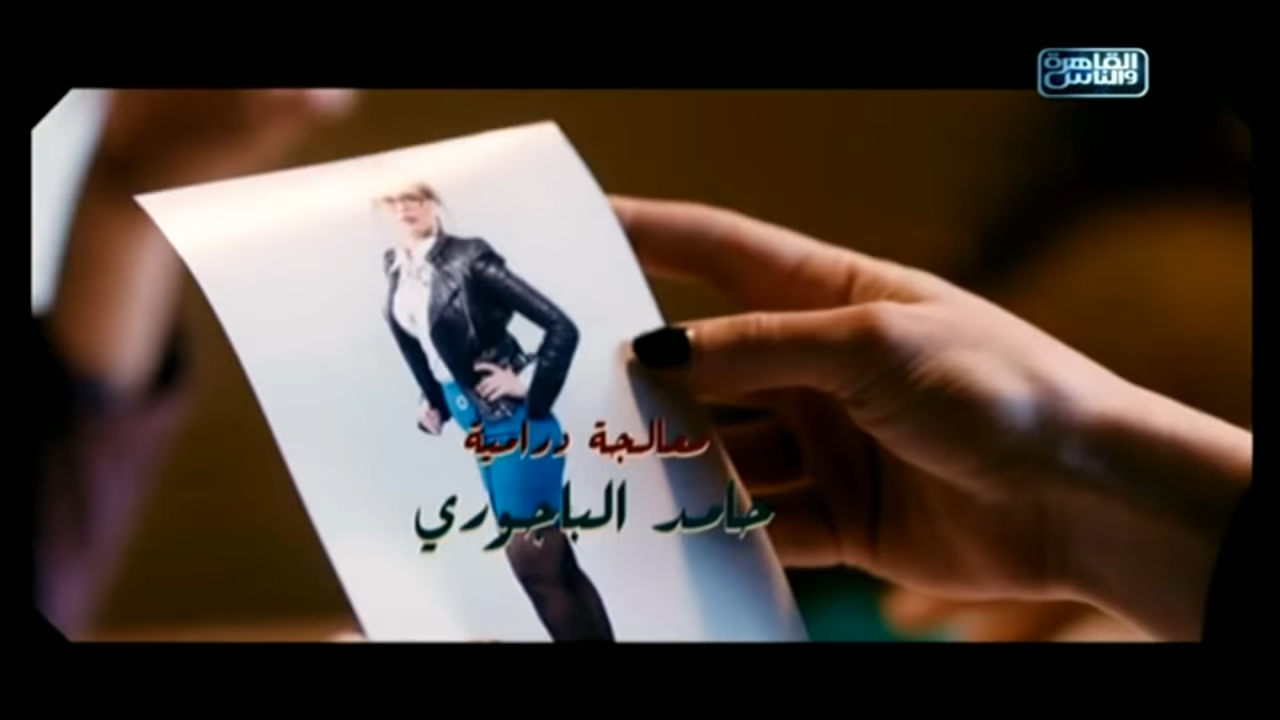 القاهرة
والناس
معالجة درامية
حامد الباجوري